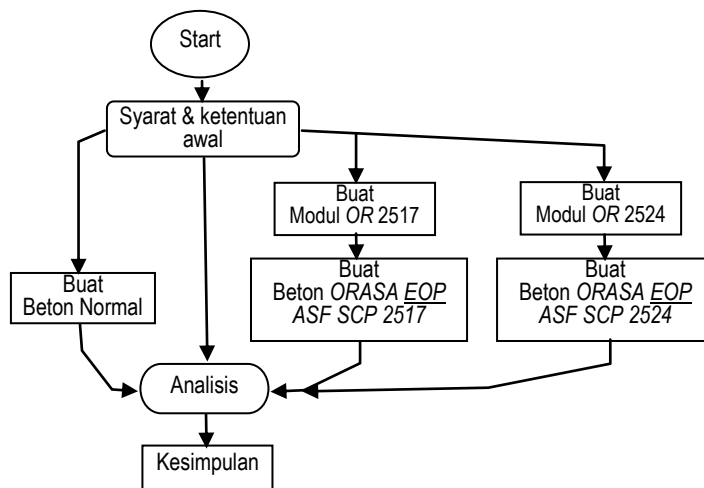 Start
Syarat & ketentuan
awal
Buat
Modul OR 2517
Buat
Modul OR 2524
Buat
Beton Normal
Buat
Beton ORASA EOP
ASF SCP 2517
Buat
Beton ORASA EOP
ASF SCP 2524
Analisis
Kesimpulan